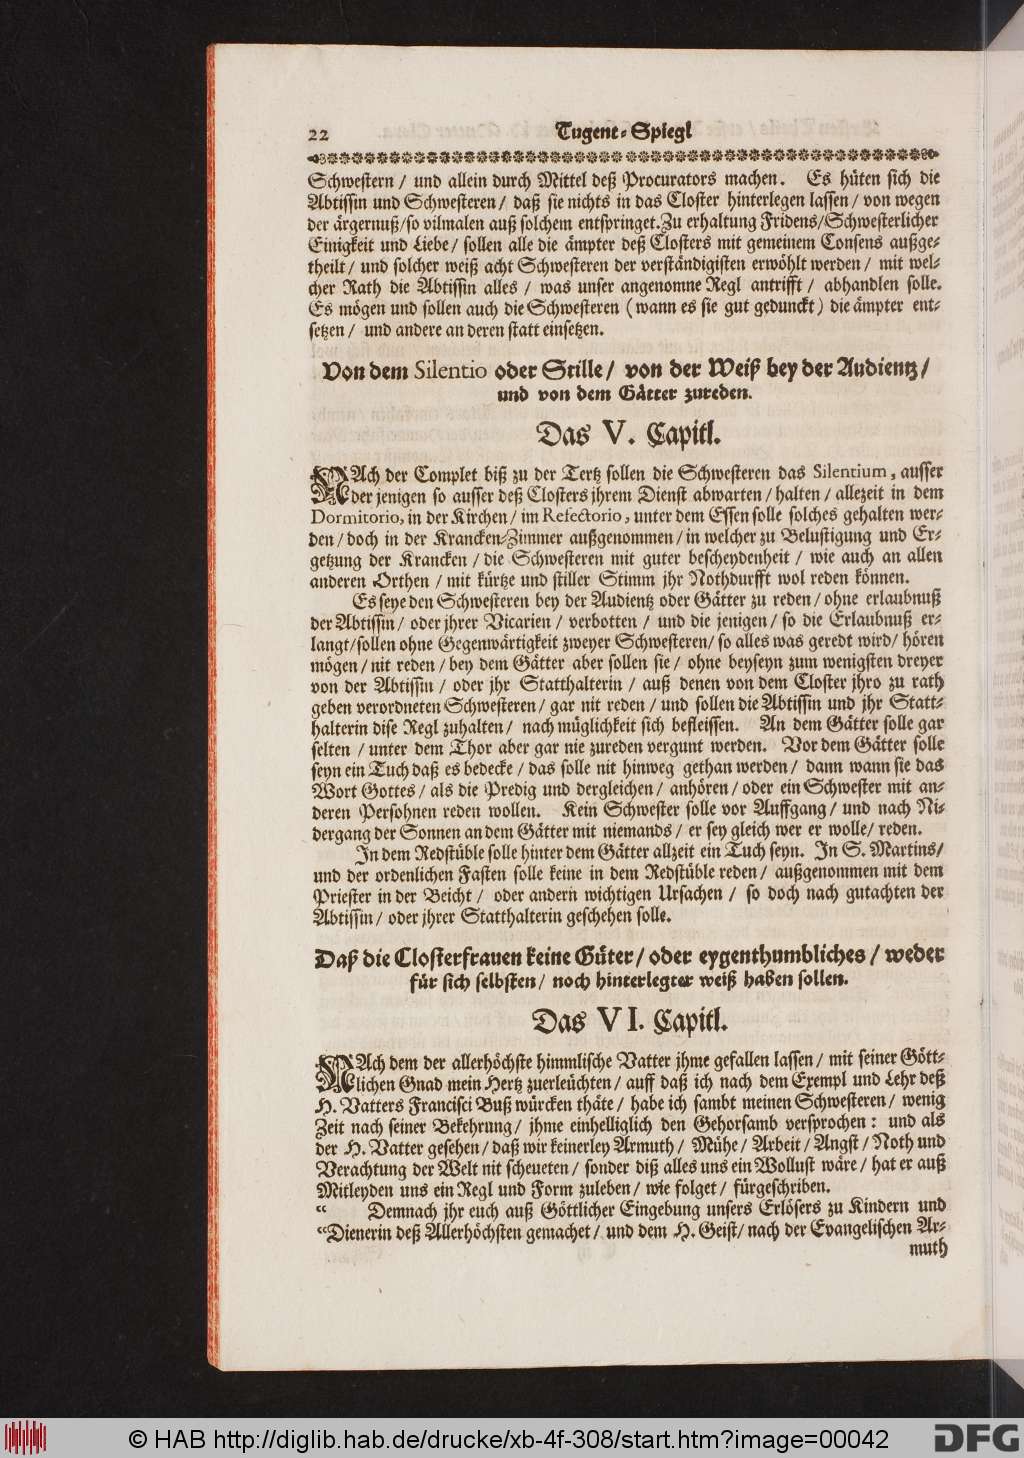 22 Tugent-Spiegl
Schwestern / und allein durch Mittel deß Procurators machen. Es hüten sich die
Abtissin und Schwesteren / daß sie nichts in das Closter hinterlegen lassen / von wegen
der ärgernuß/so vilmalen auß solchem entspringet. Zu erhaltung Fridens/Schwesterlicher
Einigkeit und Liebe / sollen alle die ämpter deß Closters mit gemeinem Consens außge-
theilt / und solcher weiß acht Schwesteren der verständigisten erwöhlt werden / mit wel-
cher Rath die Abtissin alles / was unser angenomne Regl antrifft / abhandlen solle.
Es mögen und sollen auch die Schwesteren (wann es sie gut gedunckt) die ämpter ent-
setzen / und andere an deren statt einsetzen.
Von dem Silentio oder Stille / von der Weiß bey der Audientz /
und von dem Gätter zureden.
Das V. Capitl.
NAch der Complet biß zu der Tertz sollen die Schwesteren das Silentium, ausser
der jenigen so ausser deß Closters jhrem Dienst abwarten / halten / allezeit in dem
Dormitorio, in der Kirchen / im Refectorio, unter dem Essen solle solches gehalten wer-
den / doch in der Krancken-Zimmer außgenommen / in welcher zu Belustigung und Er-
getzung der Krancken / die Schwesteren mit guter bescheydenheit / wie auch an allen
anderen Orthen / mit kürtze und stiller Stimm jhr Nothdurfft wol reden können.
Es seye den Schwesteren bey der Audientz oder Gätter zu reden / ohne erlaubnuß
der Abtissin / oder jhrer Vicarien / verbotten / und die jenigen / so die Erlaubnuß er-
langt/sollen ohne Gegenwärtigkeit zweyer Schwesteren/ so alles was geredt wird/ hören
mögen / nit reden / bey dem Gätter aber sollen sie / ohne beyseyn zum wenigsten dreyer
von der Abtissin / oder jhr Statthalterin / auß denen von dem Closter jhro zu rath
geben verordneten Schwesteren / gar nit reden / und sollen die Abtissin und jhr Statt-
halterin dise Regl zuhalten / nach müglichkeit sich befleissen. An dem Gätter solle gar
selten / unter dem Thor aber gar nie zureden vergunt werden. Vor dem Gätter solle
seyn ein Tuch daß es bedecke / das solle nit hinweg gethan werden / dann wann sie das
Wort Gottes / als die Predig und dergleichen / anhören / oder ein Schwester mit an-
deren Persohnen reden wollen. Kein Schwester solle vor Auffgang / und nach Ni-
dergang der Sonnen an dem Gätter mit niemands / er sey gleich wer er wolle/ reden.
In dem Redstüble solle hinter dem Gätter allzeit ein Tuch seyn. In S. Martins/
und der ordenlichen Fasten solle keine in dem Redstüble reden / außgenommen mit dem
Priester in der Beicht / oder andern wichtigen Ursachen / so doch nach gutachten der
Abtissin / oder jhrer Statthalterin geschehen solle.
Daß die Closterfrauen keine Güter / oder eygenthumbliches / weder
für sich selbsten / noch hinterlegter weiß haben sollen.
Das VI. Capitl.
NAch dem der allerhöchste himmlische Vatter jhme gefallen lassen / mit seiner Gött-
lichen Gnad mein Hertz zuerleüchten / auff daß ich nach dem Exempl und Lehr deß
H. Vatters Francisci Buß würcken thäte / habe ich sambt meinen Schwesteren / wenig
Zeit nach seiner Bekehrung / jhme einhelliglich den Gehorsamb versprochen : und als
der H. Vatter gesehen / daß wir keinerley Armuth / Mühe / Arbeit / Angst / Noth und
Verachtung der Welt nit scheueten / sonder diß alles uns ein Wollust wäre / hat er auß
Mitleyden uns ein Regl und Form zuleben / wie folget / fürgeschriben.
“ Demnach jhr euch auß Göttlicher Eingebung unsers Erlösers zu Kindern und
“Dienerin deß Allerhöchsten gemachet / und dem H. Geist / nach der Evangelischen Ar-
muth
© HAB http://diglib.hab.de/drucke/xb-4f-308/start.htm?image=00042
DFG